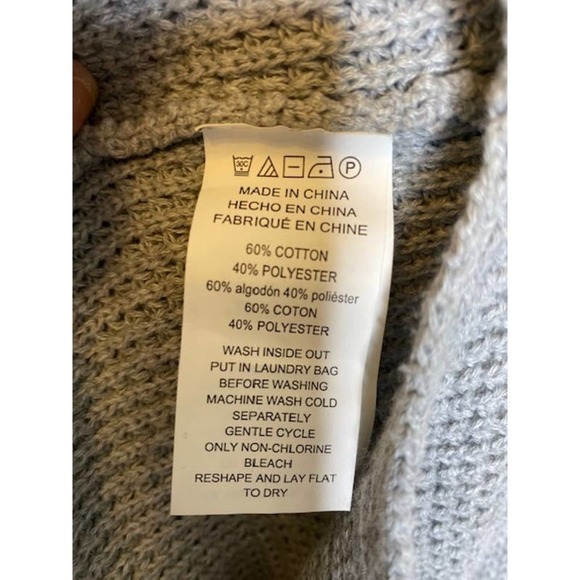 30C P
MADE IN CHINA
HECHO EN CHINA
FABRIQUÉ EN CHINE
60% COTTON
40% POLYESTER
60% algodón 40% poliéster
60% COTON
40% POLYESTER
WASH INSIDE OUT
PUT IN LAUNDRY BAG
BEFORE WASHING
MACHINE WASH COLD
SEPARATELY
GENTLE CYCLE
ONLY NON-CHLORINE
BLEACH
RESHAPE AND LAY FLAT
TO DRY